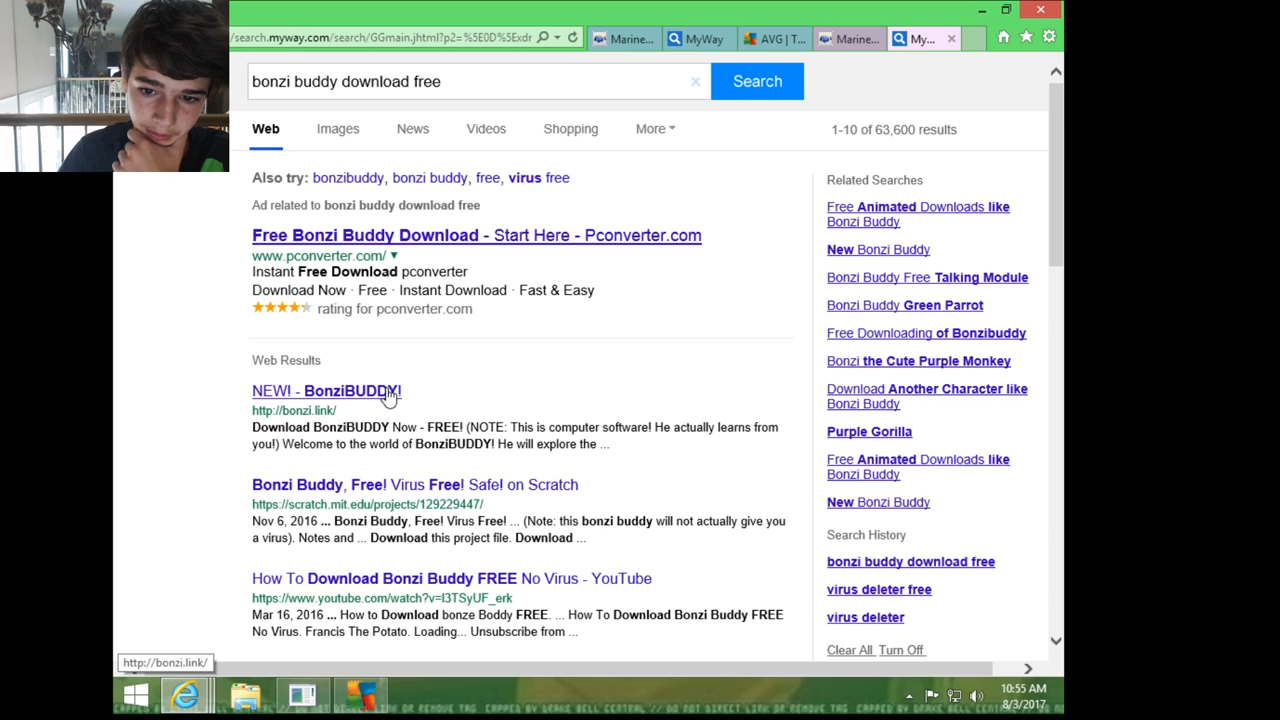 /search.myway.com/search/GGmain.jhtml?p2=%5E0D%5Exdr
Marine...
MyWay
AVG | T...
Marine...
My...
bonzi buddy download free
Search
Web
Images
News
Videos
Shopping
More
1-10 of 63,600 results
Also try: bonzibuddy, bonzi buddy, free, virus free
Ad related to bonzi buddy download free
Free Bonzi Buddy Download - Start Here - Pconverter.com
www.pconverter.com/
Instant Free Download pconverter
Download Now · Free · Instant Download · Fast & Easy
rating for pconverter.com
Web Results
NEW! - BonziBUDDY!
http://bonzi.link/
Download BonziBUDDY Now - FREE! (NOTE: This is computer software! He actually learns from
you!) Welcome to the world of BonziBUDDY! He will explore the ...
Bonzi Buddy, Free! Virus Free! Safe! on Scratch
https://scratch.mit.edu/projects/129229447/
Nov 6, 2016 ... Bonzi Buddy, Free! Virus Free! ... (Note: this bonzi buddy will not actually give you
a virus). Notes and ... Download this project file. Download ...
How To Download Bonzi Buddy FREE No Virus - YouTube
https://www.youtube.com/watch?v=I3TSyUF_erk
Mar 16, 2016 ... How to Download bonze Boddy FREE. ... How To Download Bonzi Buddy FREE
No Virus. Francis The Potato. Loading... Unsubscribe from ...
Related Searches
Free Animated Downloads like
Bonzi Buddy
New Bonzi Buddy
Bonzi Buddy Free Talking Module
Bonzi Buddy Green Parrot
Free Downloading of Bonzibuddy
Bonzi the Cute Purple Monkey
Download Another Character like
Bonzi Buddy
Purple Gorilla
Free Animated Downloads like
Bonzi Buddy
New Bonzi Buddy
Search History
bonzi buddy download free
virus deleter free
virus deleter
Clear All Turn Off
http://bonzi.link/
10:55 AM
8/3/2017